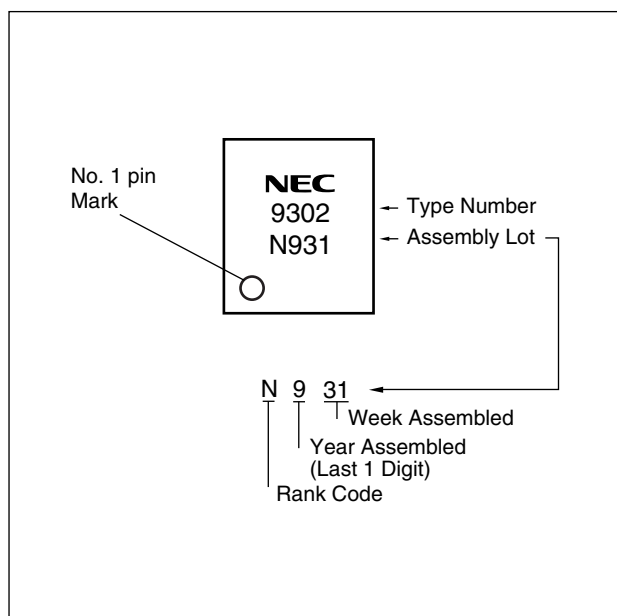 No. 1 pin
Mark
NEC
9302
N931
Type Number
Assembly Lot
N 9 31
Week Assembled
Year Assembled
(Last 1 Digit)
Rank Code